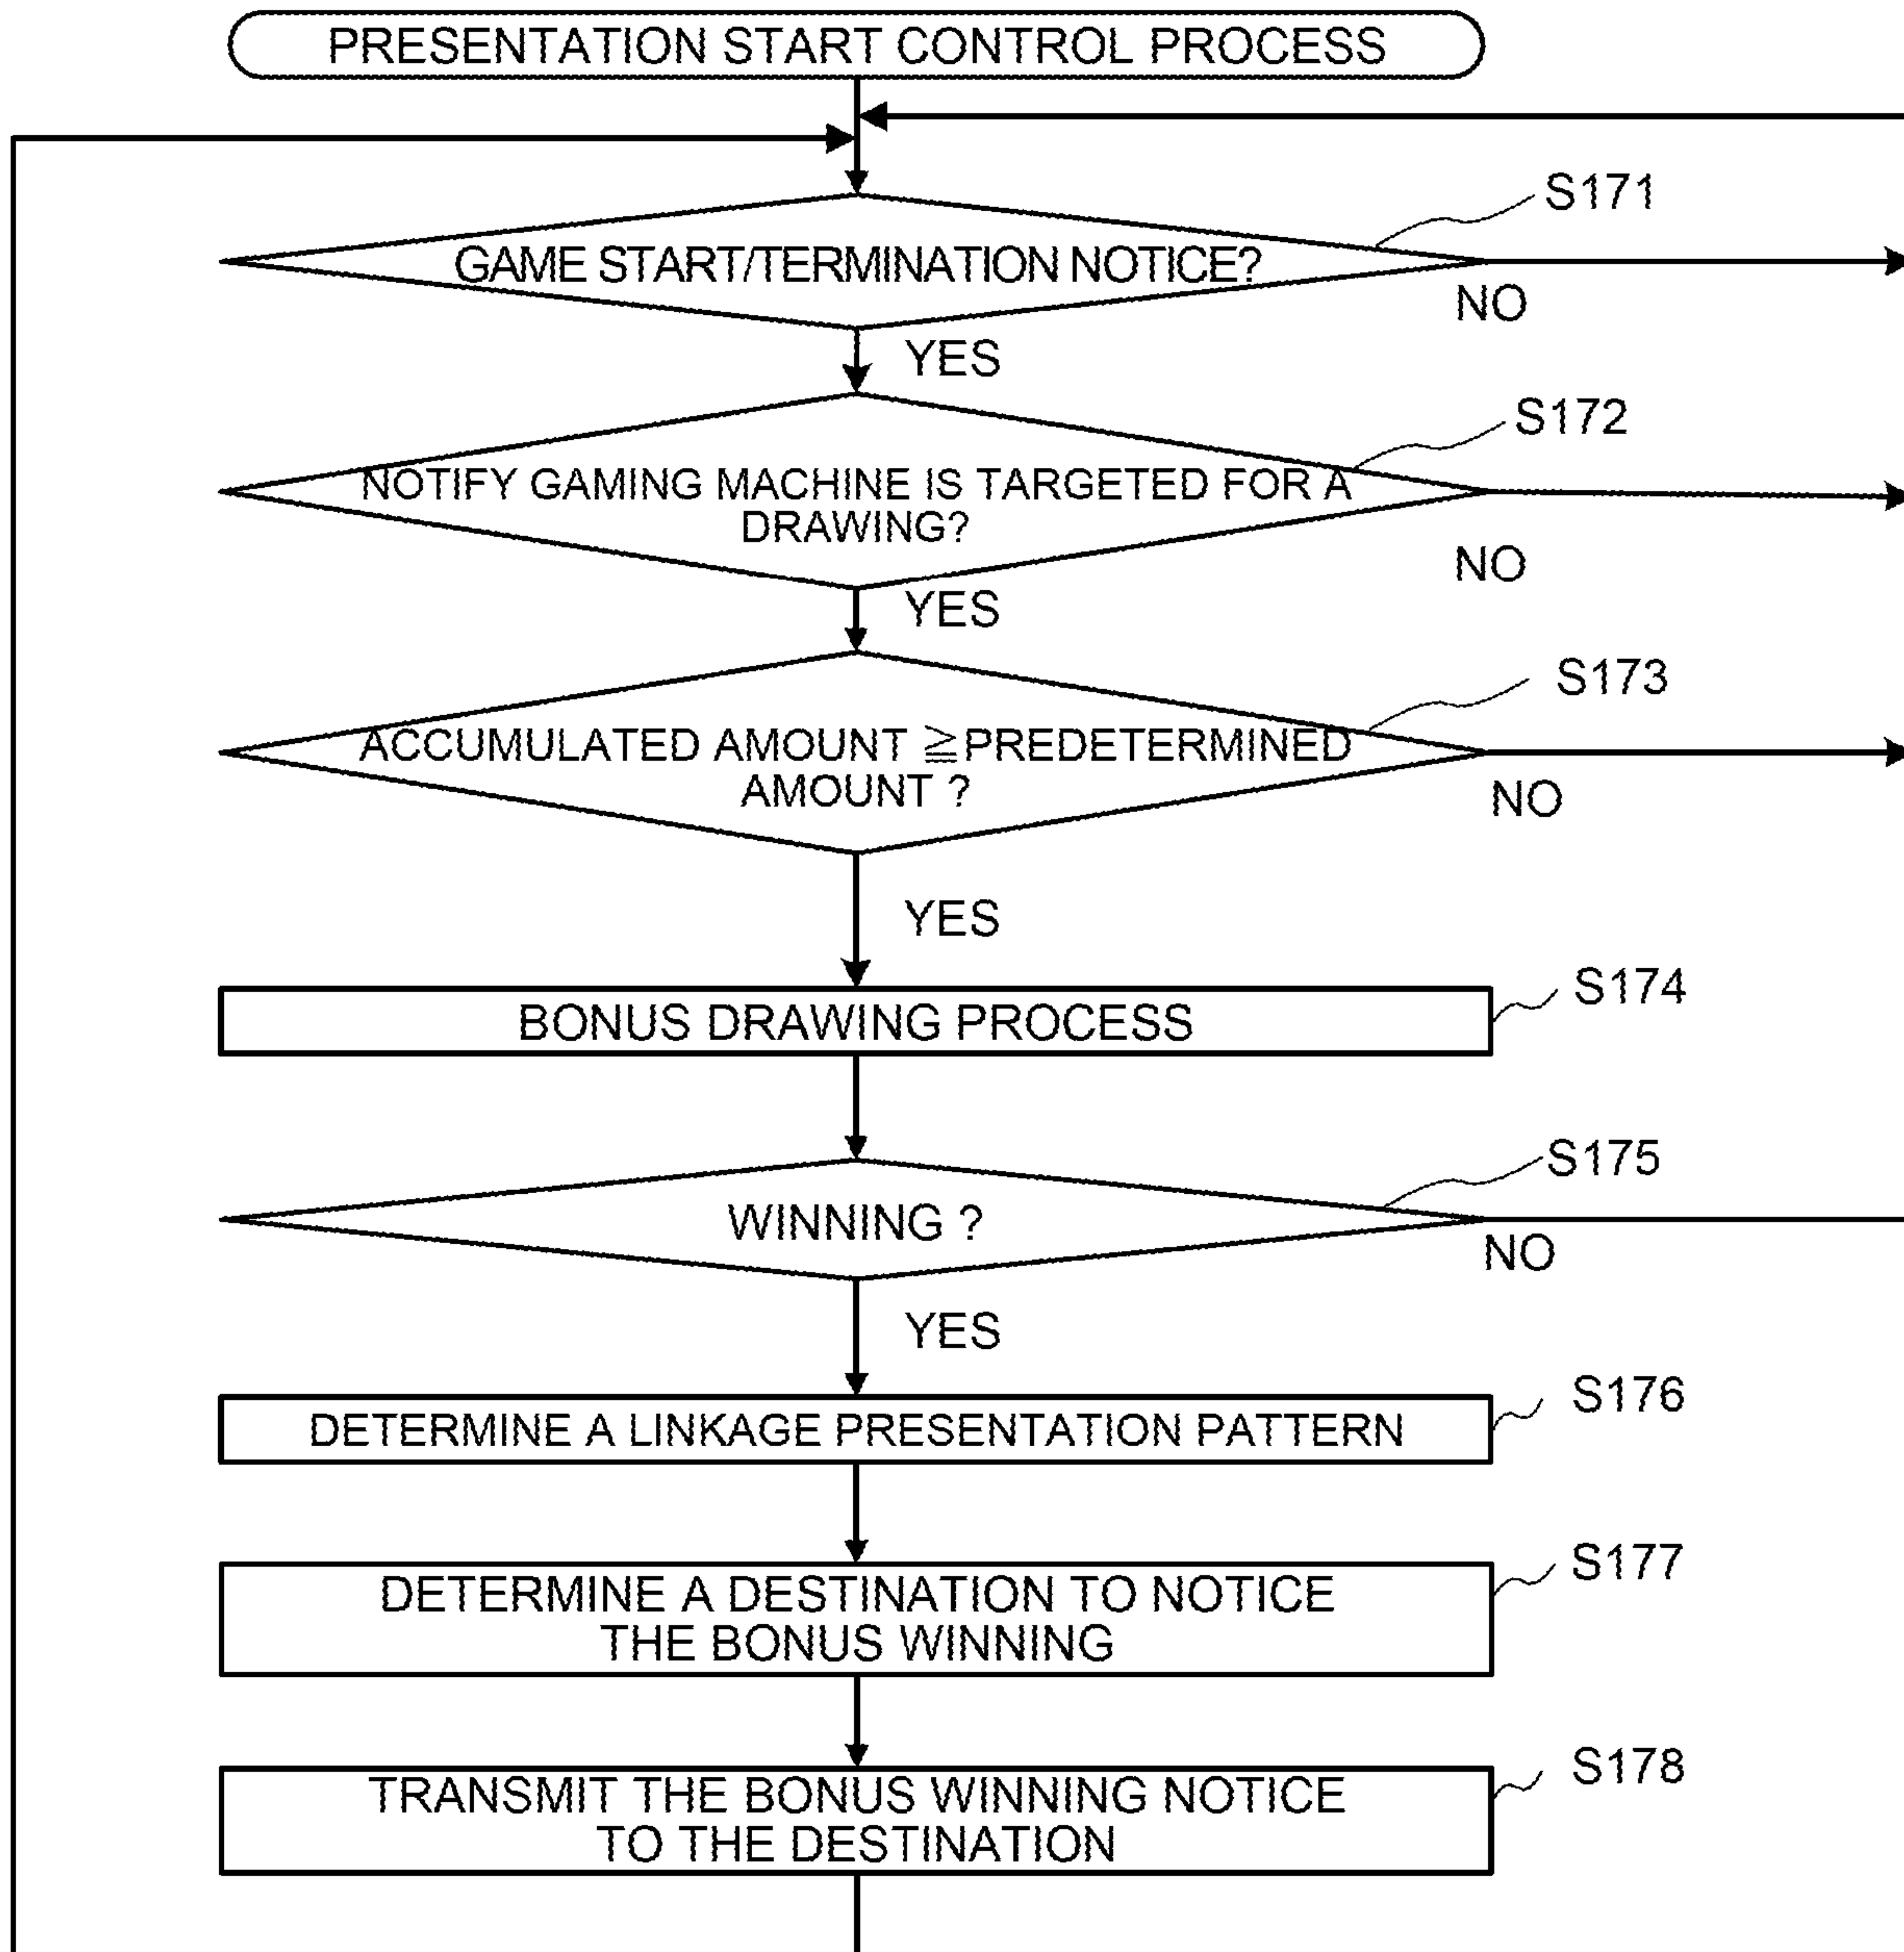 PRESENTATION START CONTROL PROCESS
S171
GAME START/TERMINATION NOTICE?
NO
YES
S172
NOTIFY GAMING MACHINE IS TARGETED FOR A
DRAWING?
NO
YES
S173
ACCUMULATED AMOUNT ≧PREDETERMINED
AMOUNT ?
NO
YES
S174
BONUS DRAWING PROCESS
S175
WINNING ?
NO
YES
S176
DETERMINE A LINKAGE PRESENTATION PATTERN
S177
DETERMINE A DESTINATION TO NOTICE
THE BONUS WINNING
S178
TRANSMIT THE BONUS WINNING NOTICE
TO THE DESTINATION